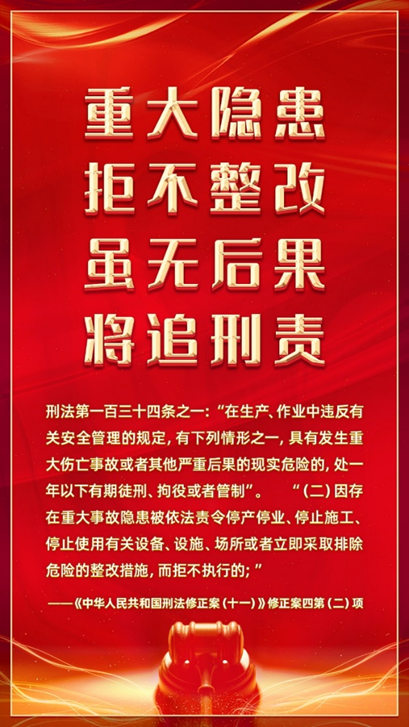 重大隐患
拒不整改
虽无后果
将追刑责
刑法第一百三十四条之一：“在生产、作业中违反有
关安全管理的规定，有下列情形之一，具有发生重
大伤亡事故或者其他严重后果的现实危险的，处一
年以下有期徒刑、拘役或者管制”。 “（二）因存
在重大事故隐患被依法责令停产停业、停止施工、
停止使用有关设备、设施、场所或者立即采取排除
危险的整改措施，而拒不执行的；”
——《中华人民共和国刑法修正案（十一）》修正案四第（二）项